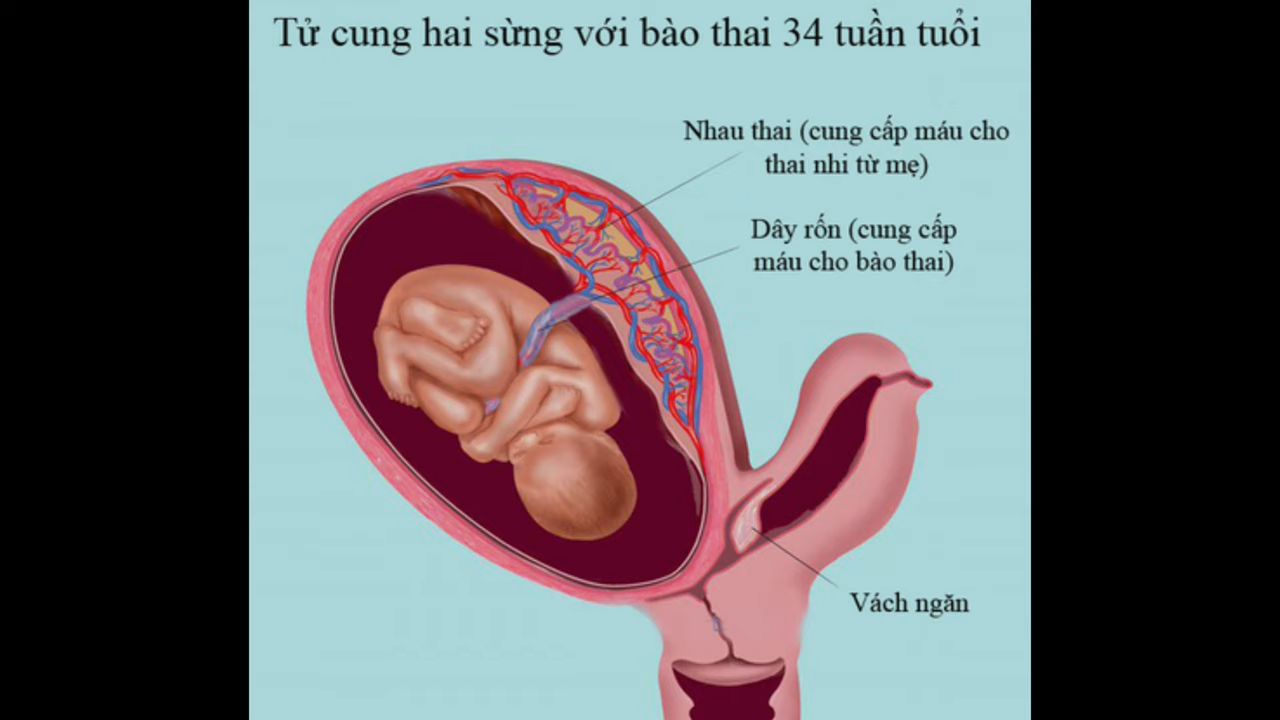 Tử cung hai sừng với bào thai 34 tuần tuổi
Nhau thai (cung cấp máu cho
thai nhi từ mẹ)
Dây rốn (cung cấp
máu cho bào thai)
Vách ngăn